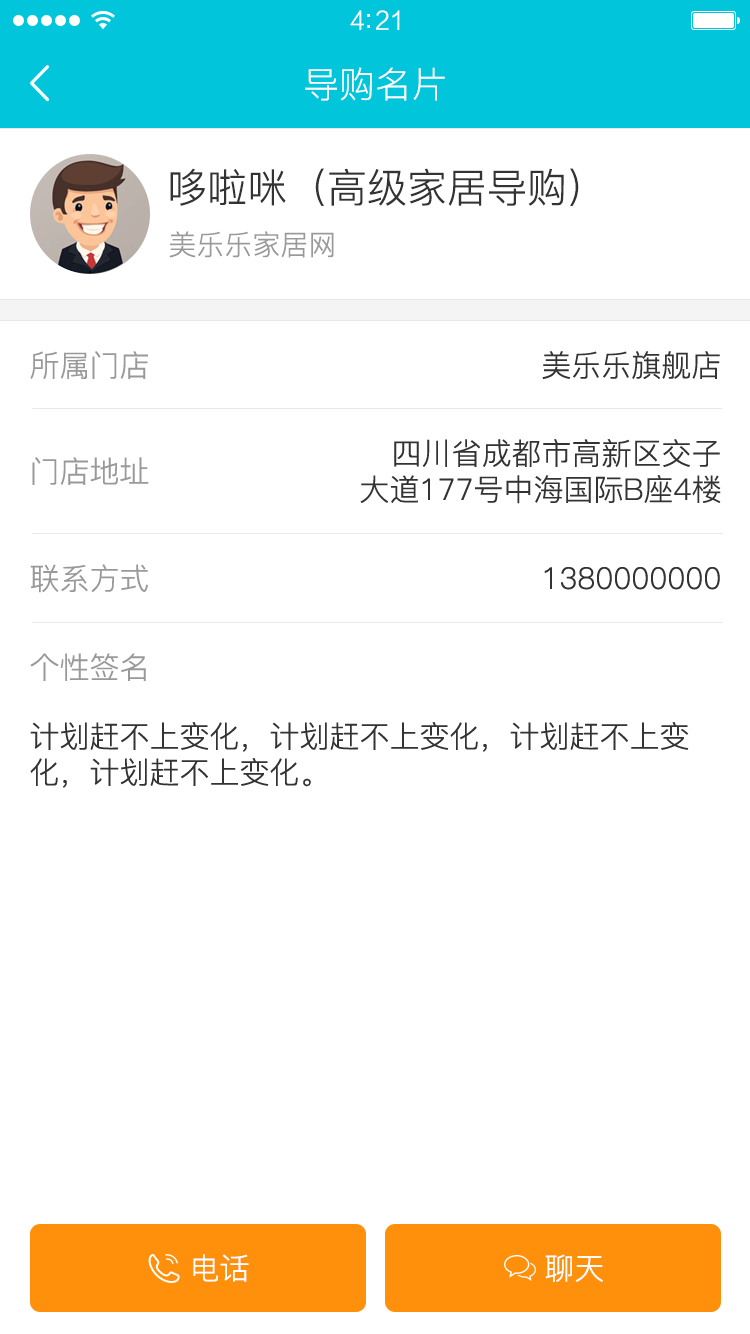 4:21
导购名片
哆啦咪（高级家居导购）
美乐乐家居网
所属门店
美乐乐旗舰店
门店地址
四川省成都市高新区交子
大道177号中海国际B座4楼
联系方式
1380000000
个性签名
计划赶不上变化，计划赶不上变化，计划赶不上变
化，计划赶不上变化。
电话
聊天